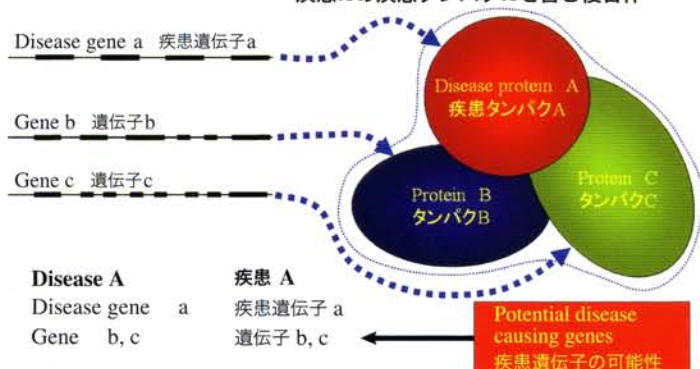 Disease gene a 疾患遺伝子a
Disease protein A
疾患タンパクA
Gene b 遺伝子b
Gene c 遺伝子c
Protein B
タンパクB
Protein C
タンパクC
Disease A 疾患 A
Disease gene a 疾患遺伝子 a
Gene b, c 遺伝子 b, c
Potential disease
causing genes
疾患遺伝子の可能性